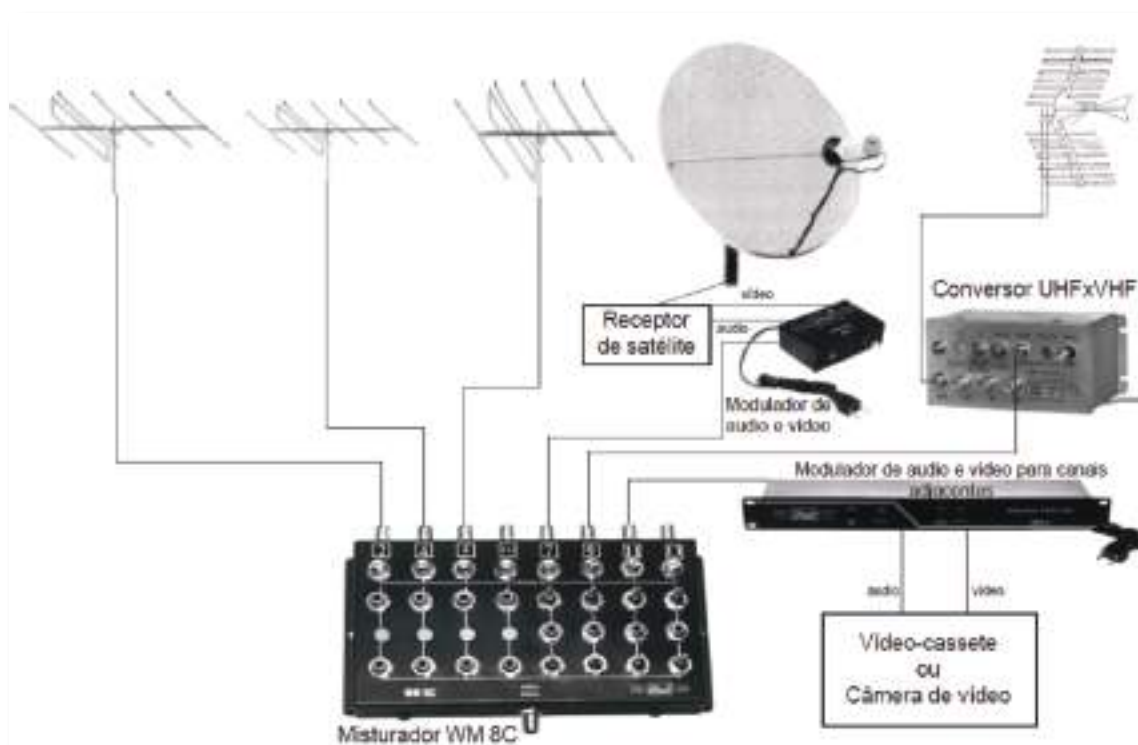 Conversor UHFxVHF
vídeo
Receptor
de satélite
audio
Modulador de
audio e vídeo
Modulador de audio e vídeo para canais
adjacentes
audio
vídeo
Vídeo-cassete
ou
Câmera de vídeo
Misturador WM 8C